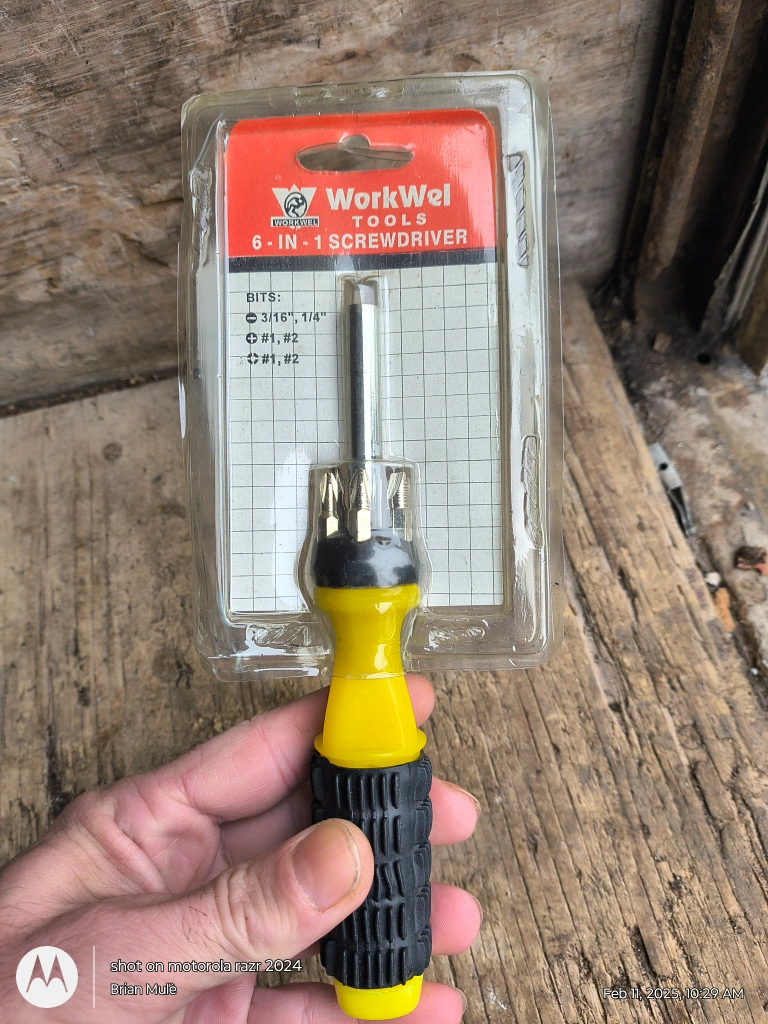 WORKWEL
WorkWel
TOOLS
6 - IN - 1 SCREWDRIVER
BITS:
3/16", 1/4"
#1, #2
#1, #2
shot on motorola razr 2024
Brian Mule
Feb 11, 2025, 10:29 AM